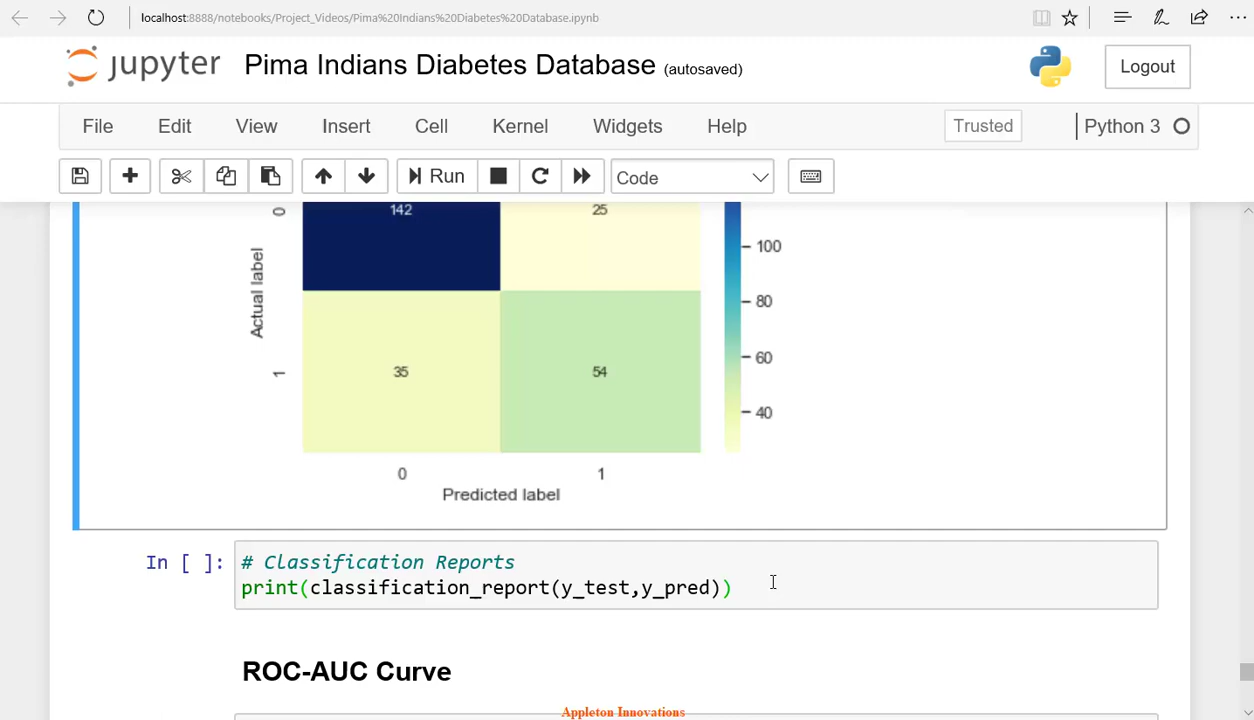 localhost:8888/notebooks/Project_Videos/Pima%20Indians%20Diabetes%20Database.ipynb
jupyter Pima Indians Diabetes Database (autosaved)
Logout
File Edit View Insert Cell Kernel Widgets Help
Trusted Python 3
Run Code
0 142 25
100
80
60
40
Actual label
1 35 54
0 1
Predicted label
In [ ]: # Classification Reports
print(classification_report(y_test,y_pred))
ROC-AUC Curve
Appleton Innovations